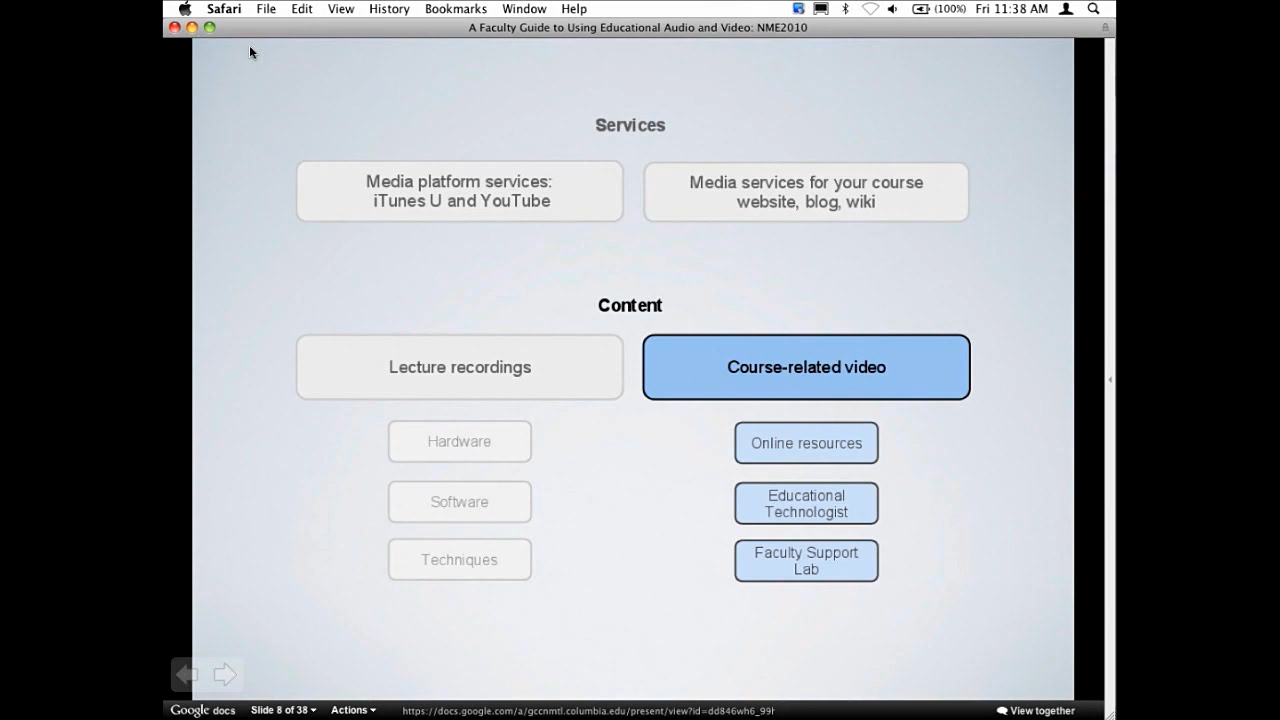 Safari File Edit View History Bookmarks Window Help (100%) Fri 11:38 AM
A Faculty Guide to Using Educational Audio and Video: NME2010
Services
Media platform services:
iTunes U and YouTube
Media services for your course
website, blog, wiki
Content
Lecture recordings
Course-related video
Hardware
Online resources
Software
Educational
Technologist
Techniques
Faculty Support
Lab
Google docs Slide 8 of 38 Actions https://docs.google.com/a/gccnmtl.columbia.edu/present/view?id=dd846wh6_99 View together